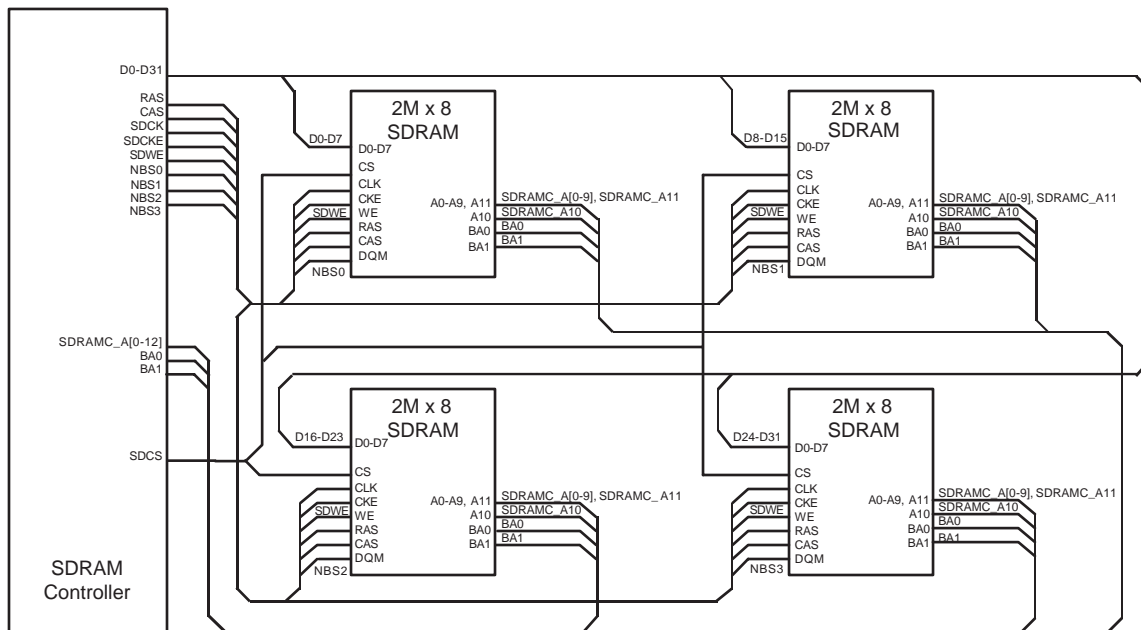 D0-D31
RAS
CAS
SDCK
SDCKE
SDWE
NBS0
NBS1
NBS2
NBS3
SDRAMC_A[0-12]
BA0
BA1
SDCS
SDRAM
Controller
2M x 8
SDRAM
D0-D7
D0-D7
CS
CLK
CKE
SDWE
WE
RAS
CAS
DQM
NBS0
A0-A9, A11
A10
BA0
BA1
SDRAMC_A[0-9], SDRAMC_A11
SDRAMC_A10
BA0
BA1
2M x 8
SDRAM
D8-D15
D0-D7
CS
CLK
CKE
SDWE
WE
RAS
CAS
DQM
NBS1
A0-A9, A11
A10
BA0
BA1
SDRAMC_A[0-9], SDRAMC_A11
SDRAMC_A10
BA0
BA1
2M x 8
SDRAM
D16-D23
D0-D7
CS
CLK
CKE
SDWE
WE
RAS
CAS
DQM
NBS2
A0-A9, A11
A10
BA0
BA1
SDRAMC_A[0-9], SDRAMC_A11
SDRAMC_A10
BA0
BA1
2M x 8
SDRAM
D24-D31
D0-D7
CS
CLK
CKE
SDWE
WE
RAS
CAS
DQM
NBS3
A0-A9, A11
A10
BA0
BA1
SDRAMC_A[0-9], SDRAMC_A11
SDRAMC_A10
BA0
BA1